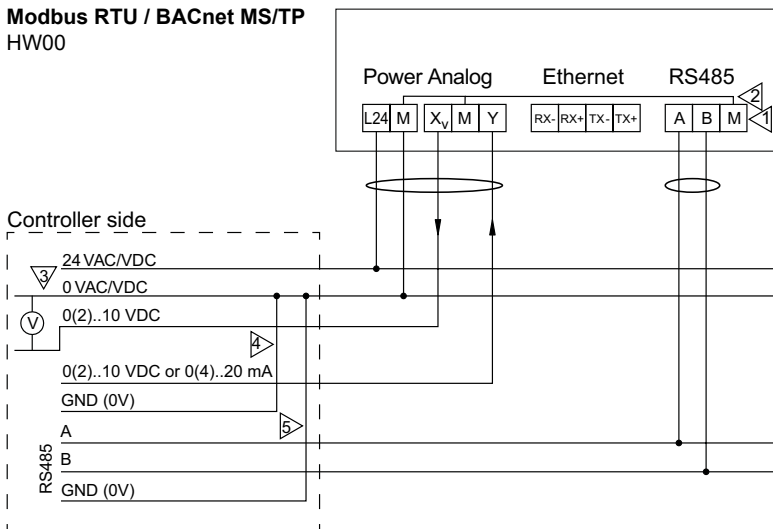 Modbus RTU / BACnet MS/TP
HW00
Power Analog Ethernet RS485
2
L24 M Xv M Y RX- RX+ TX- TX+ A B M 1
Controller side
24 VAC/VDC
3
0 VAC/VDC
V 0(2)..10 VDC
4
0(2)..10 VDC or 0(4)..20 mA
GND (0V)
5
A
RS485
B
GND (0V)